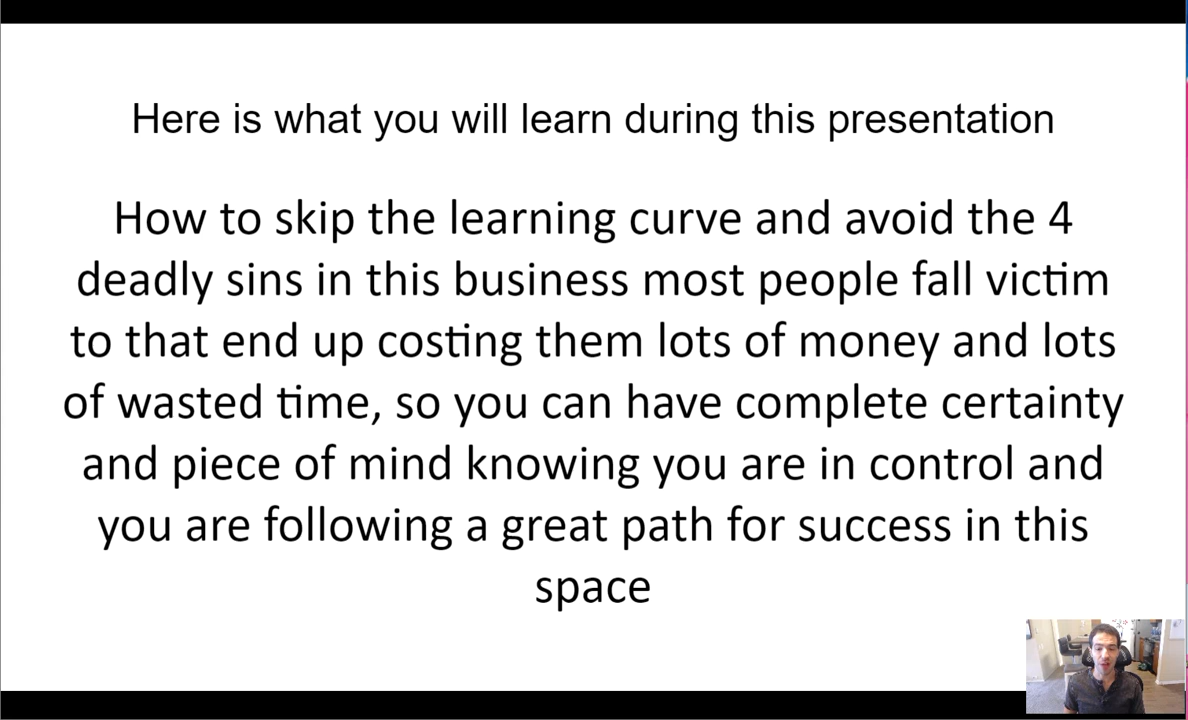 Here is what you will learn during this presentation
How to skip the learning curve and avoid the 4
deadly sins in this business most people fall victim
to that end up costing them lots of money and lots
of wasted time, so you can have complete certainty
and piece of mind knowing you are in control and
you are following a great path for success in this
space